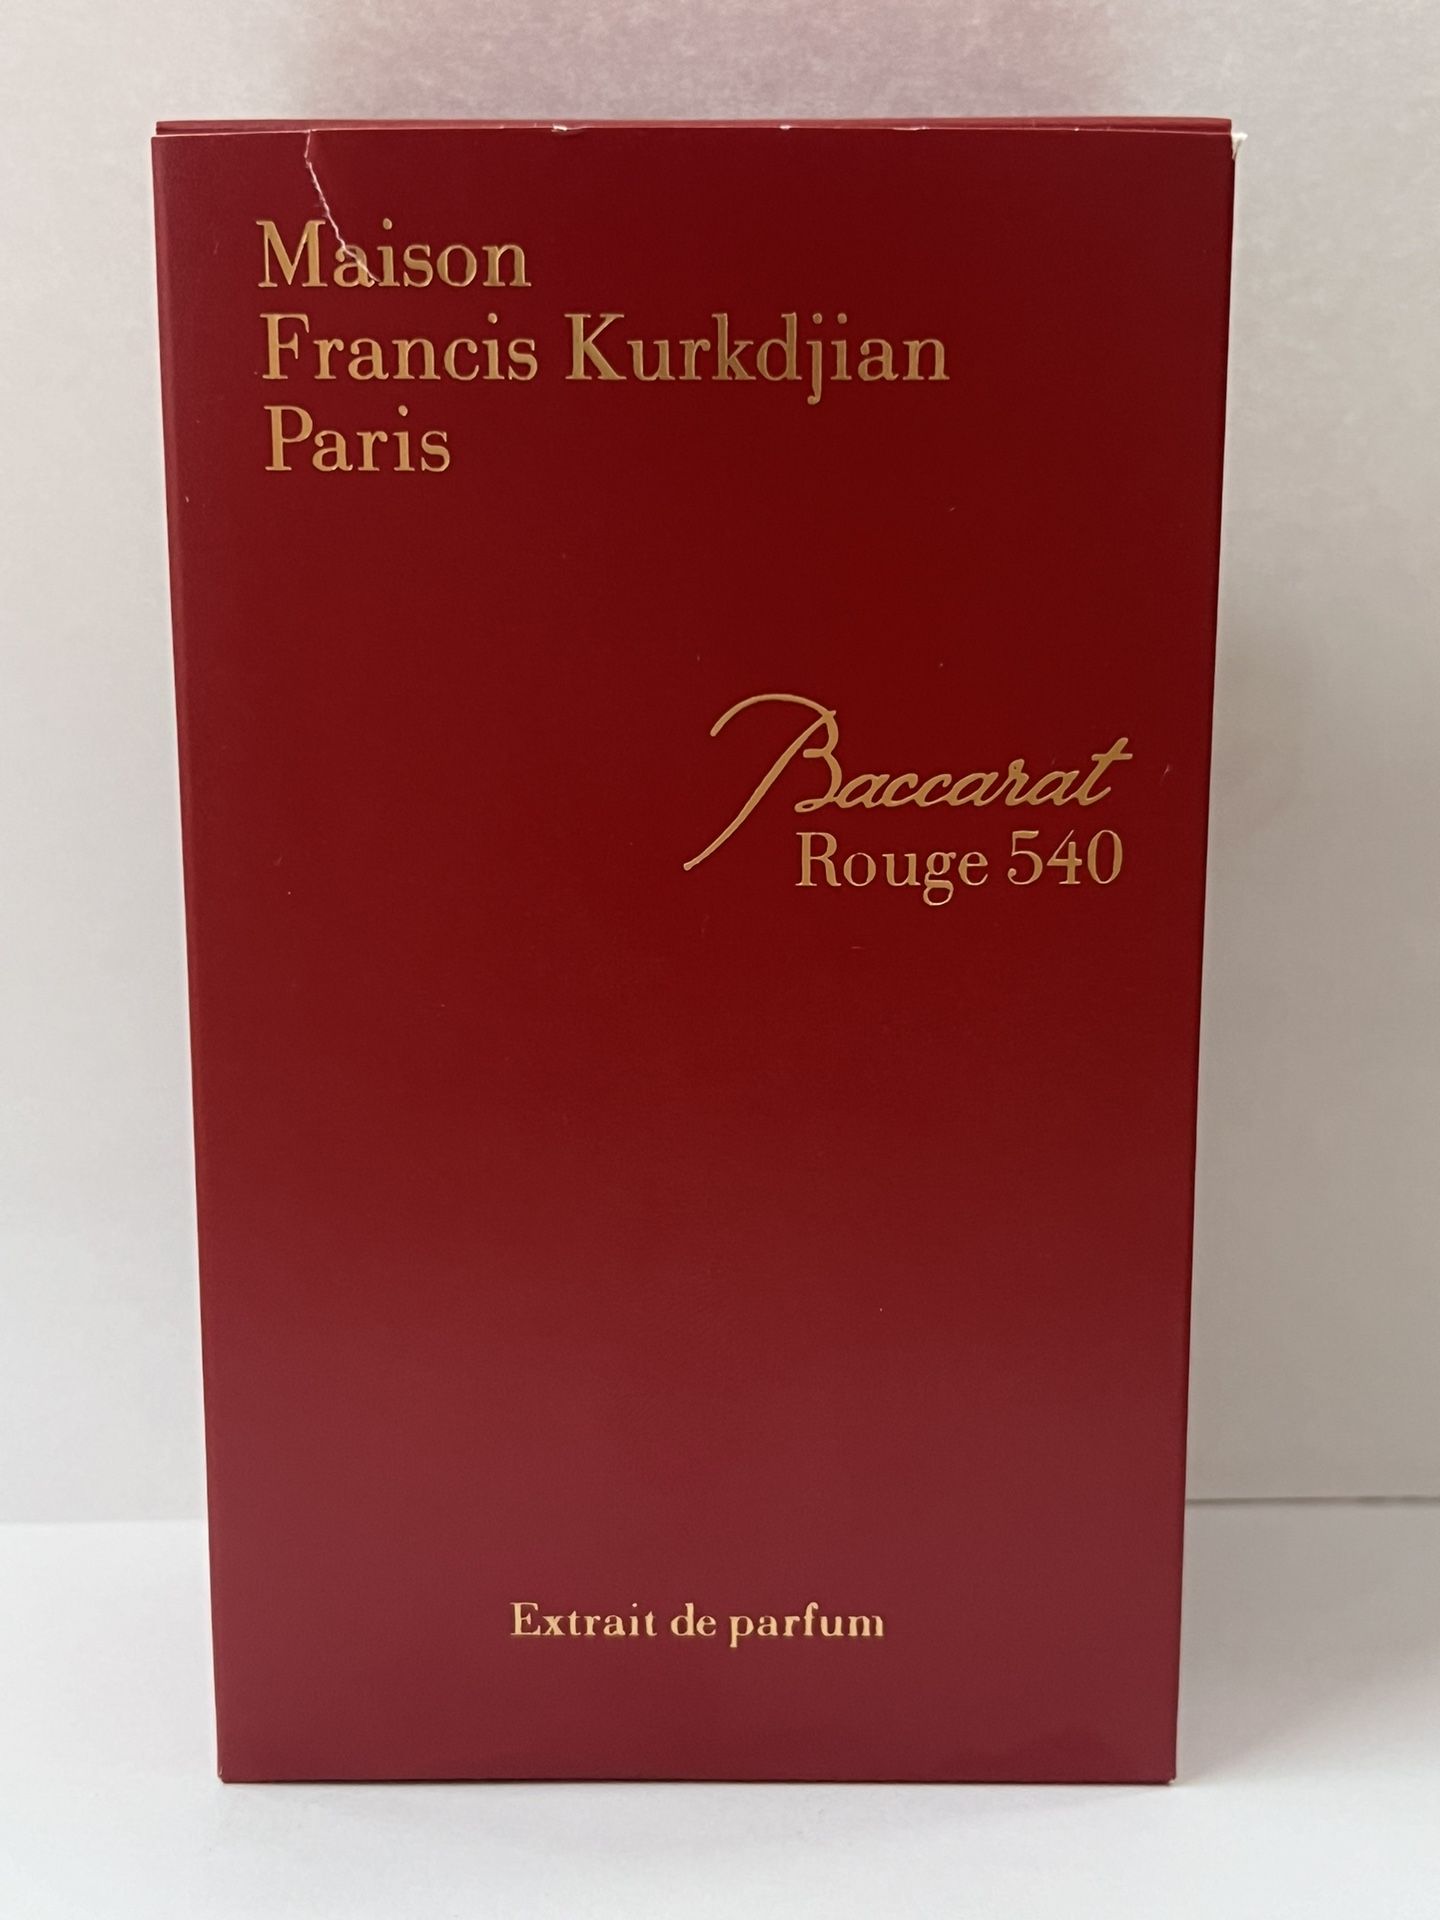 Maison
Francis Kurkdjian
Paris
Baccarat
Rouge 540
Extrait de parfum